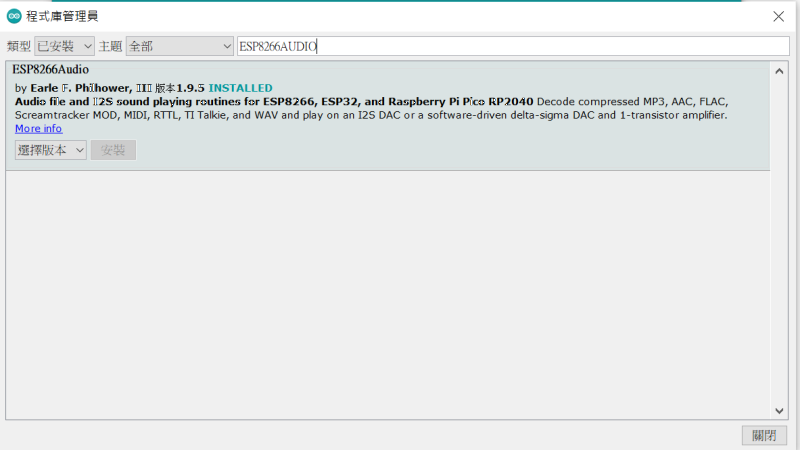 程式庫管理員
類型 已安裝 主題 全部 ESP8266AUDIO
ESP8266Audio
by Earle F. Philhower, III 版本1.9.5 INSTALLED
Audio file and I2S sound playing routines for ESP8266, ESP32, and Raspberry Pi Pico RP2040 Decode compressed MP3, AAC, FLAC,
Screamtracker MOD, MIDI, RTTL, TI Talkie, and WAV and play on an I2S DAC or a software-driven delta-sigma DAC and 1-transistor amplifier.
More info
選擇版本 安裝
關閉